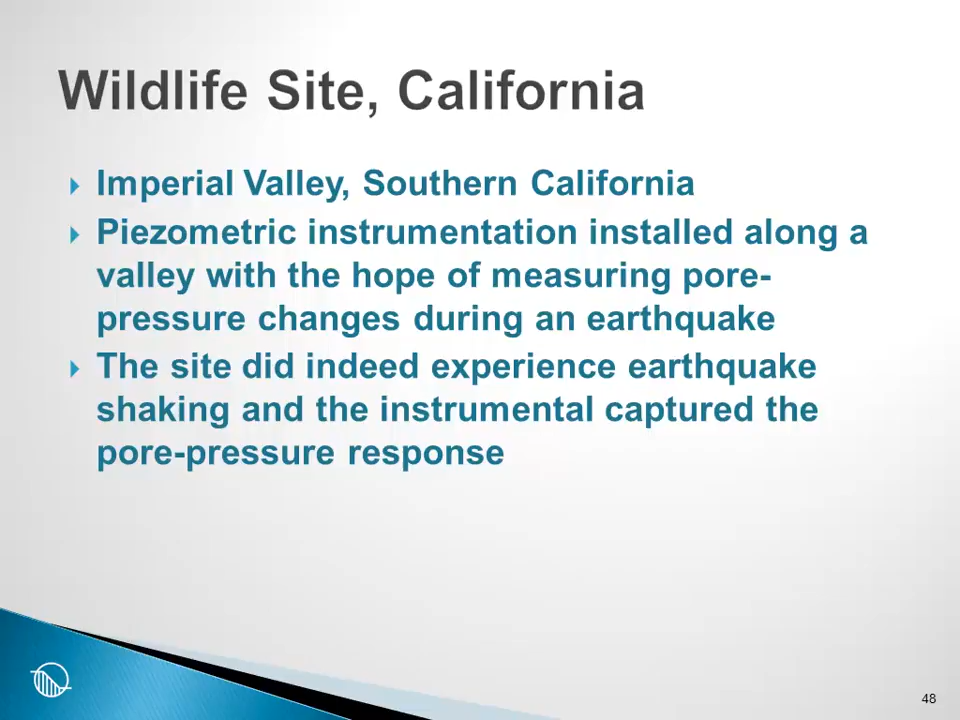 Wildlife Site, California
Imperial Valley, Southern California
Piezometric instrumentation installed along a
valley with the hope of measuring pore-
pressure changes during an earthquake
The site did indeed experience earthquake
shaking and the instrumental captured the
pore-pressure response
48